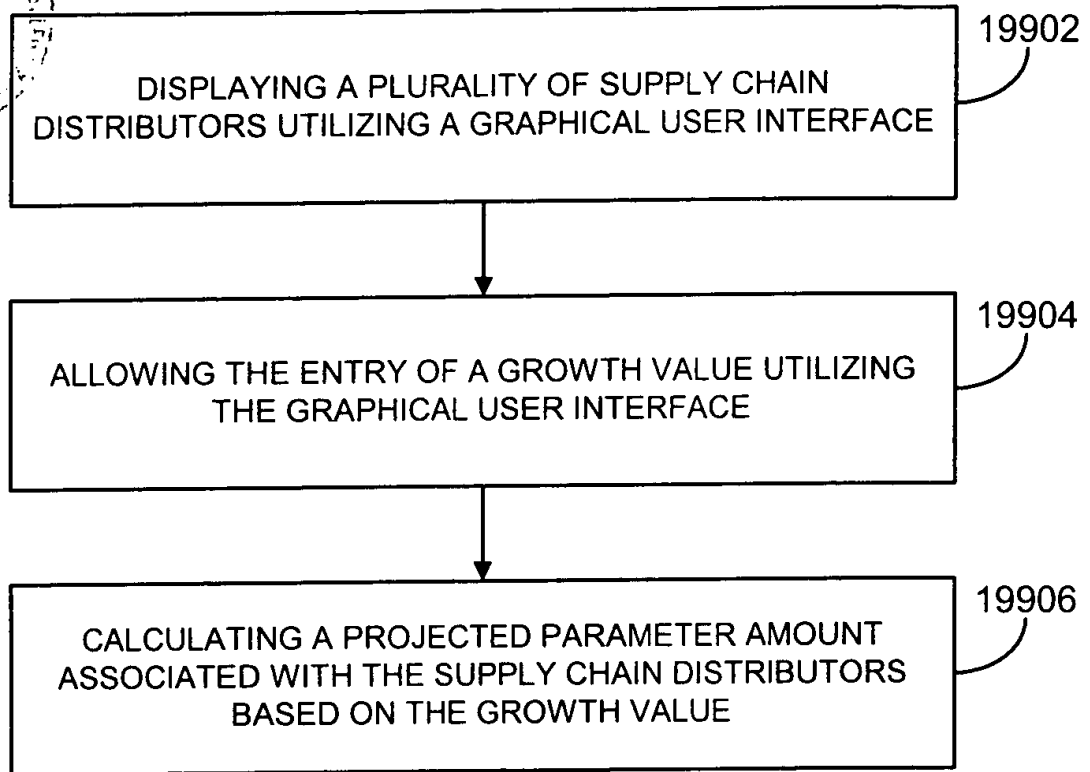 19902
DISPLAYING A PLURALITY OF SUPPLY CHAIN
DISTRIBUTORS UTILIZING A GRAPHICAL USER INTERFACE
19904
ALLOWING THE ENTRY OF A GROWTH VALUE UTILIZING
THE GRAPHICAL USER INTERFACE
19906
CALCULATING A PROJECTED PARAMETER AMOUNT
ASSOCIATED WITH THE SUPPLY CHAIN DISTRIBUTORS
BASED ON THE GROWTH VALUE